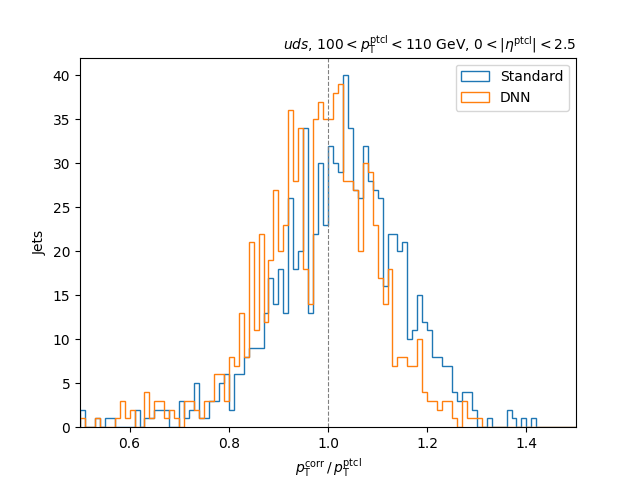 uds, 100 < p_T^ptcl < 110 GeV, 0 < |η^ptcl| < 2.5
40
35
30
25
20
15
10
5
0
Jets
Standard
DNN
0.6 0.8 1.0 1.2 1.4
p_T^corr / p_T^ptcl